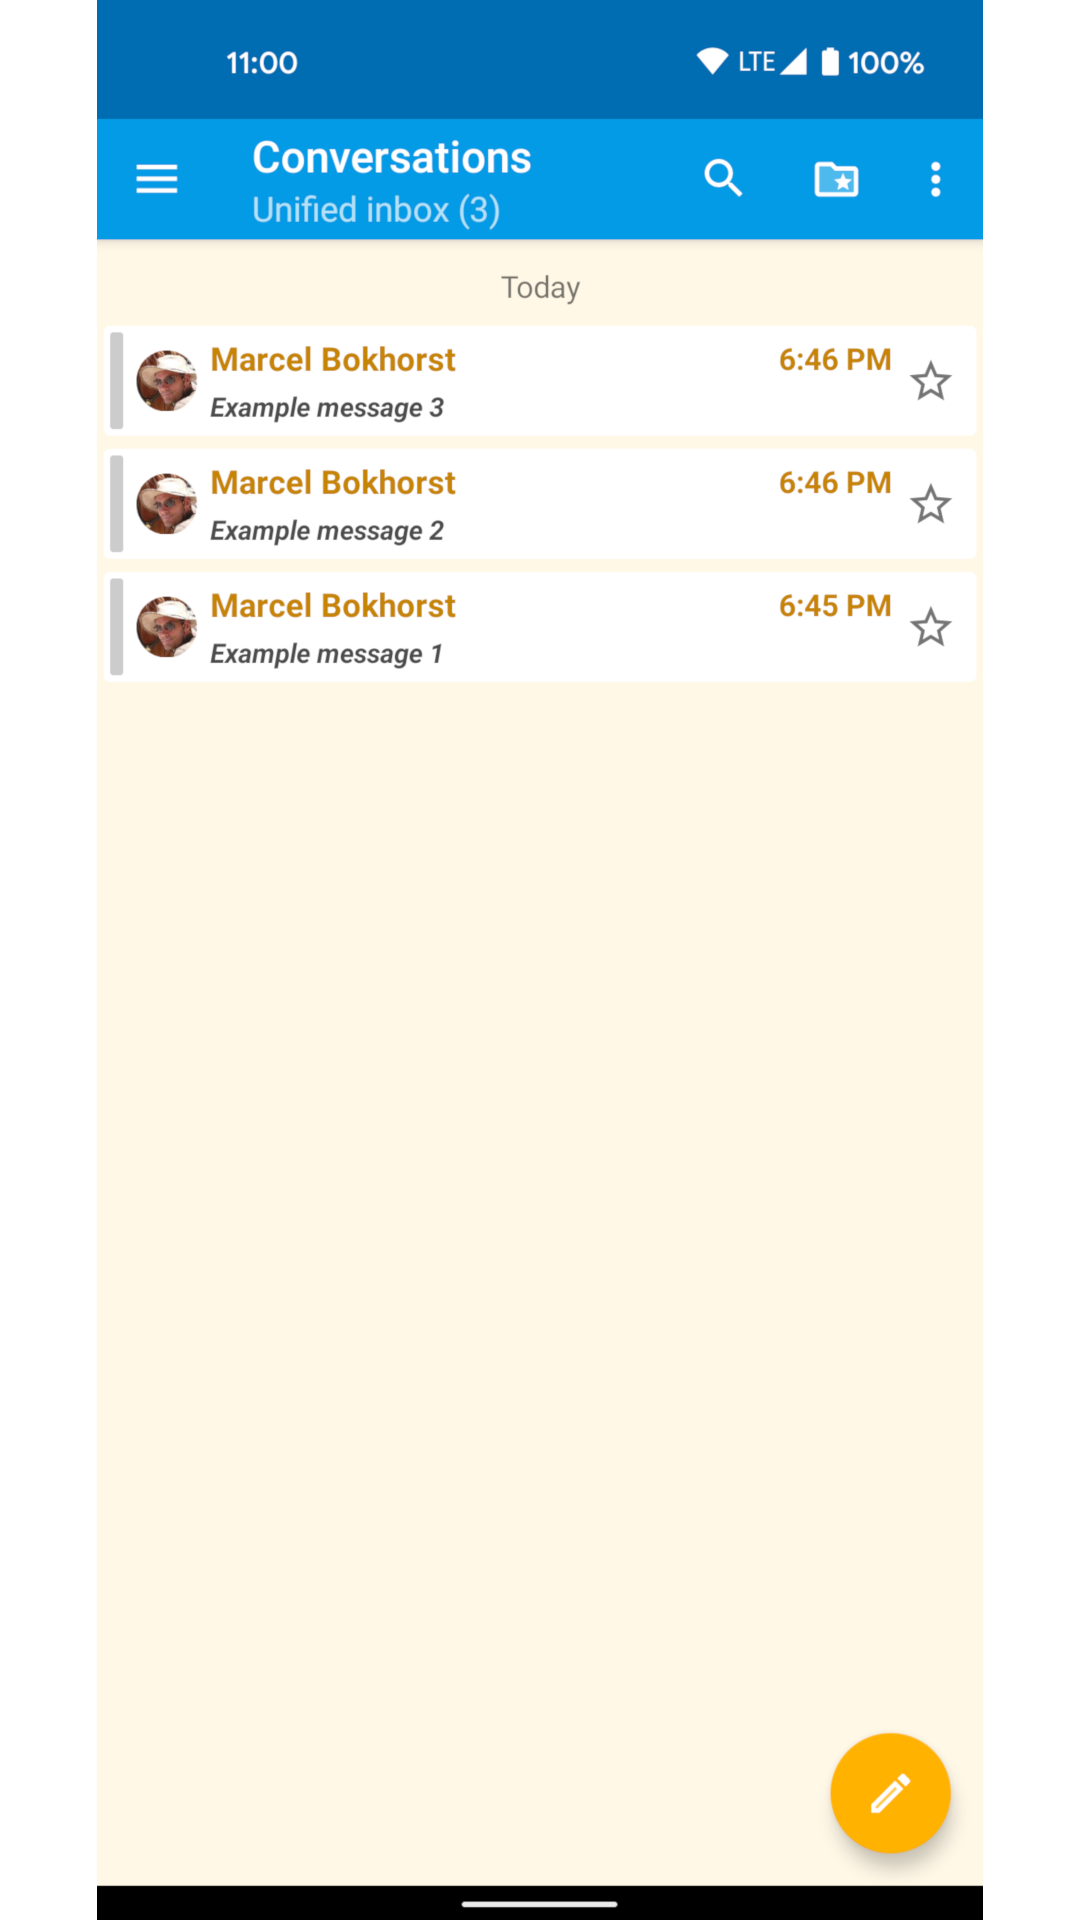 11:00 LTE 100%
Conversations
Unified inbox (3)
Today
Marcel Bokhorst 6:46 PM
Example message 3
Marcel Bokhorst 6:46 PM
Example message 2
Marcel Bokhorst 6:45 PM
Example message 1